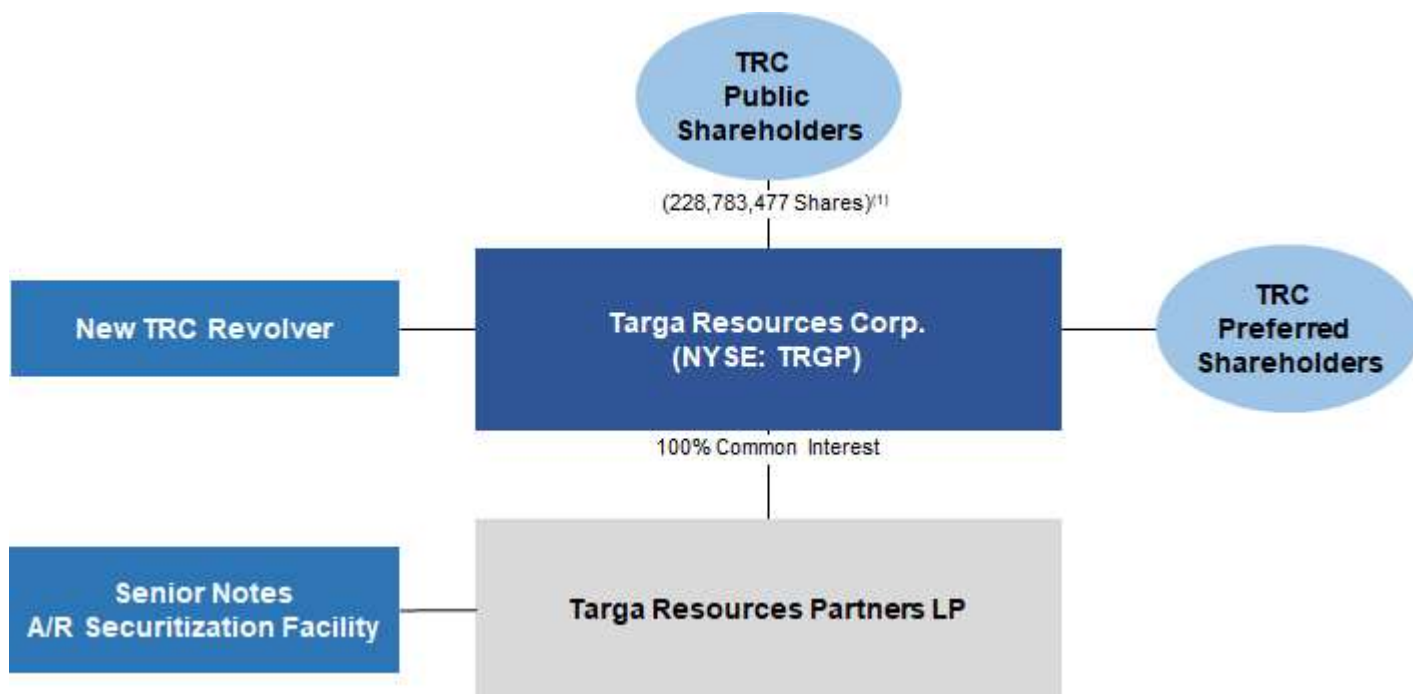 TRC
Public
Shareholders
(228,783,477 Shares)(1)
New TRC Revolver
Targa Resources Corp.
(NYSE: TRGP)
TRC
Preferred
Shareholders
100% Common Interest
Senior Notes
A/R Securitization Facility
Targa Resources Partners LP